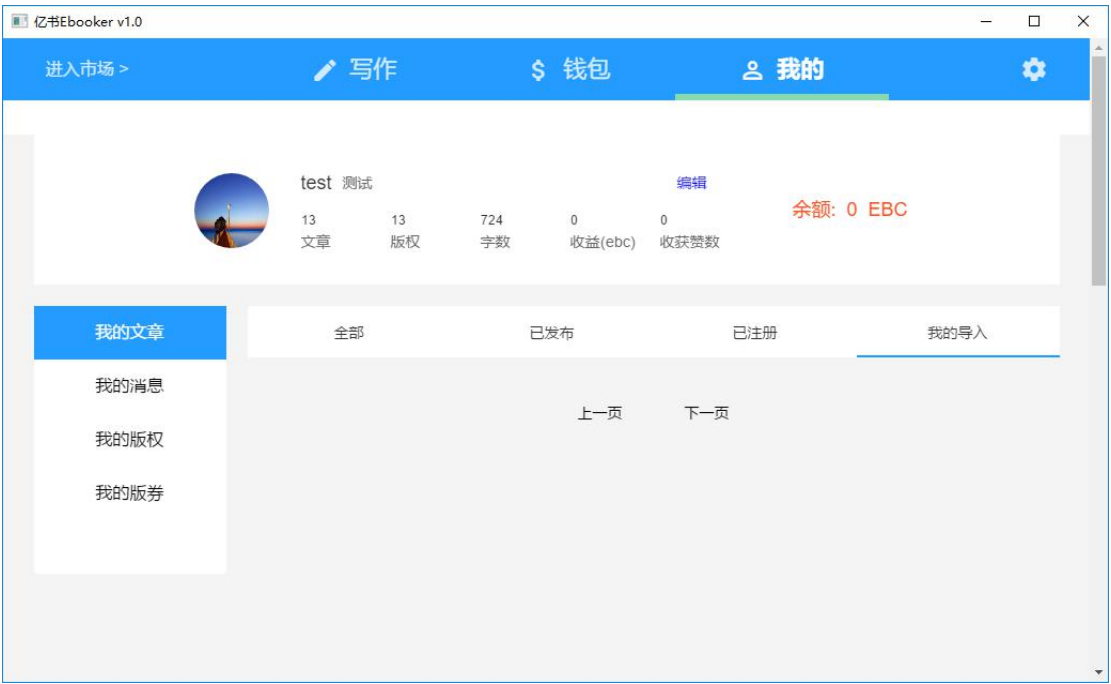 亿书Ebooker v1.0
进入市场 > 写作 $ 钱包 我的
test 测试 编辑
余额: 0 EBC
13 13 724 0 0
文章 版权 字数 收益(ebc) 收获赞数
我的文章 全部 已发布 已注册 我的导入
我的消息
上一页 下一页
我的版权
我的版券